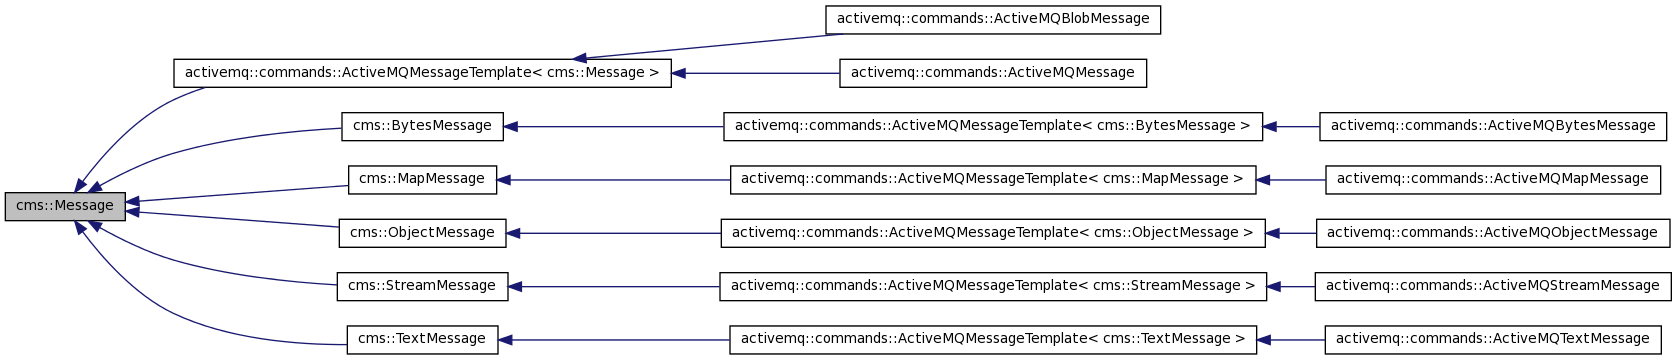 activemq::commands::ActiveMQBlobMessage
activemq::commands::ActiveMQMessageTemplate< cms::Message >
activemq::commands::ActiveMQMessage
cms::BytesMessage
activemq::commands::ActiveMQMessageTemplate< cms::BytesMessage >
activemq::commands::ActiveMQBytesMessage
cms::MapMessage
activemq::commands::ActiveMQMessageTemplate< cms::MapMessage >
activemq::commands::ActiveMQMapMessage
cms::Message
cms::ObjectMessage
activemq::commands::ActiveMQMessageTemplate< cms::ObjectMessage >
activemq::commands::ActiveMQObjectMessage
cms::StreamMessage
activemq::commands::ActiveMQMessageTemplate< cms::StreamMessage >
activemq::commands::ActiveMQStreamMessage
cms::TextMessage
activemq::commands::ActiveMQMessageTemplate< cms::TextMessage >
activemq::commands::ActiveMQTextMessage